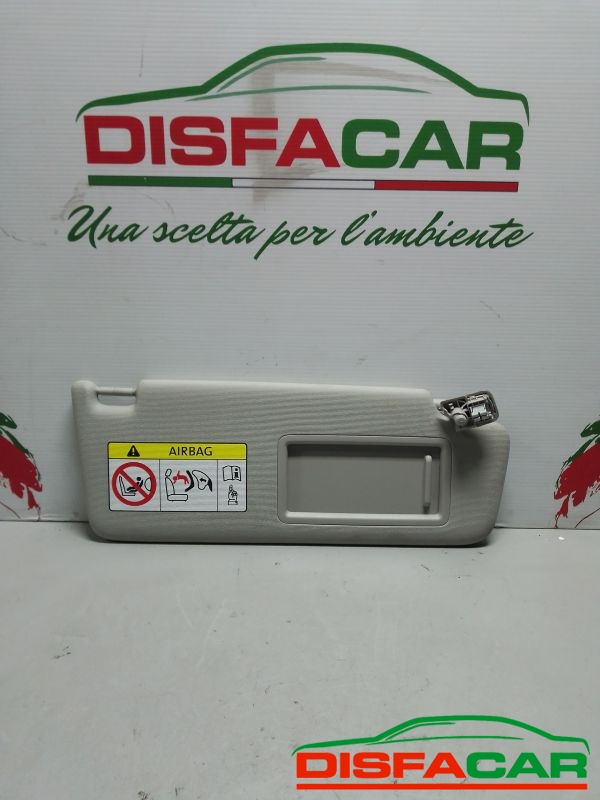 DISFACAR
Una scelta per l'ambiente
AIRBAG
DISFACAR